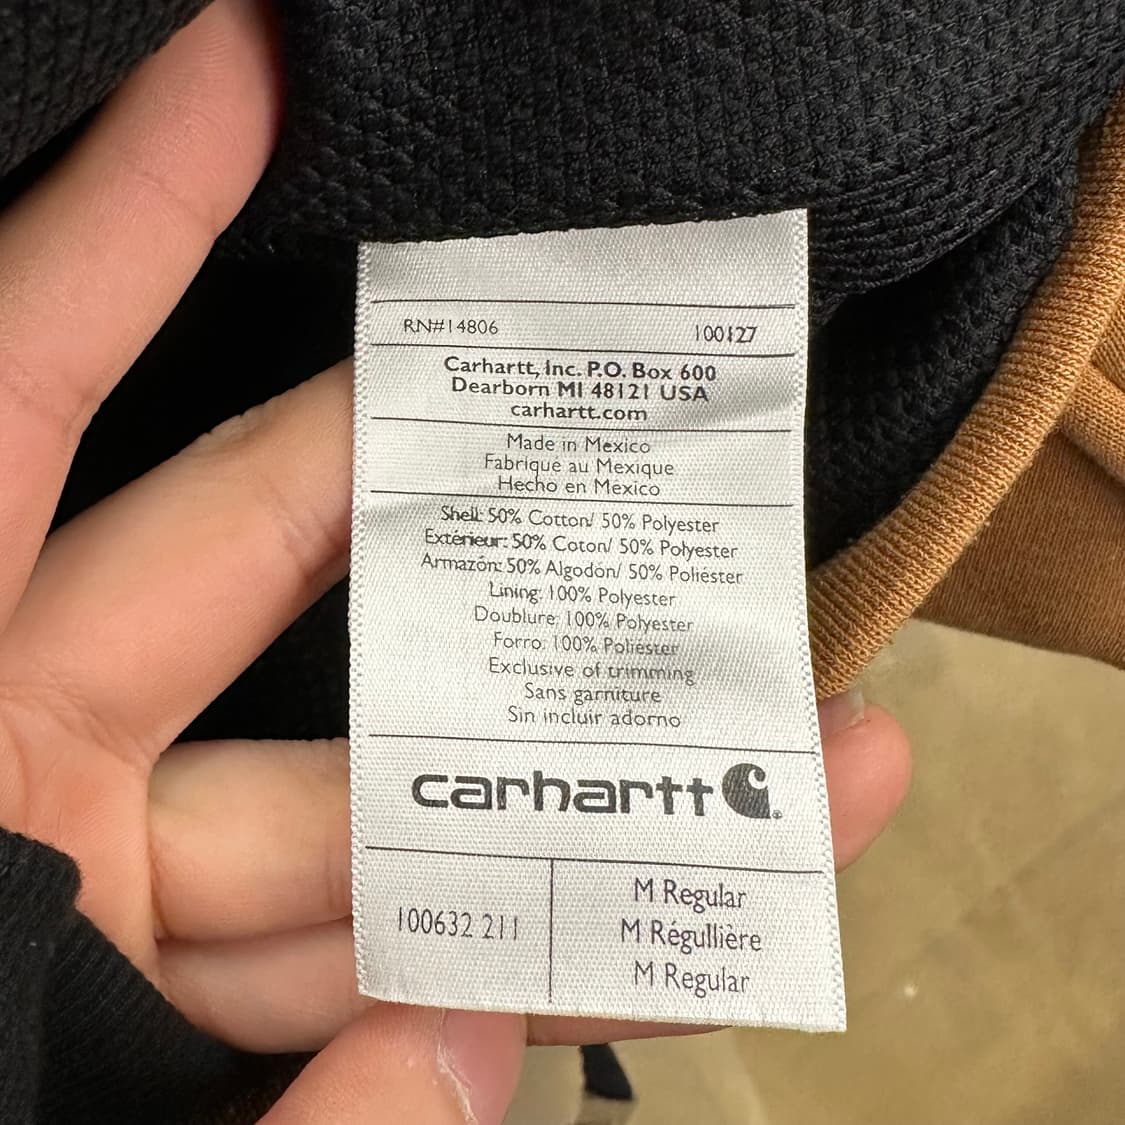 RN#14806 100127
Carhartt, Inc. P.O. Box 600
Dearborn MI 48121 USA
carhartt.com
Made in Mexico
Fabriqué au Mexique
Hecho en Mexico
Shell: 50% Cotton/ 50% Polyester
Extérieur: 50% Coton/ 50% Polyester
Armazón: 50% Algodón/ 50% Poliéster
Lining: 100% Polyester
Doublure: 100% Polyester
Forro: 100% Poliéster
Exclusive of trimming
Sans garniture
Sin incluir adorno
carhartt
100632 211
M Regular
M Régullière
M Regular